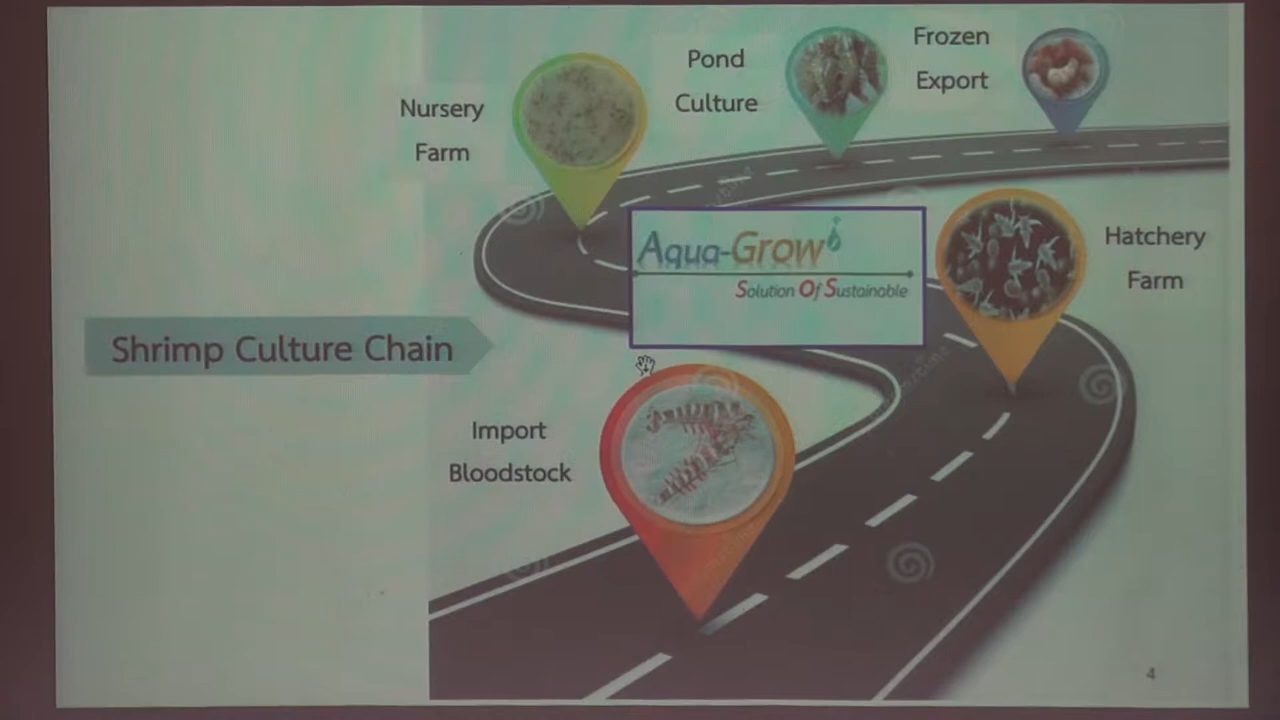 Frozen
Export
Pond
Culture
Nursery
Farm
Aqua-Grow
Solution Of Sustainable
Hatchery
Farm
Shrimp Culture Chain
Import
Bloodstock
4